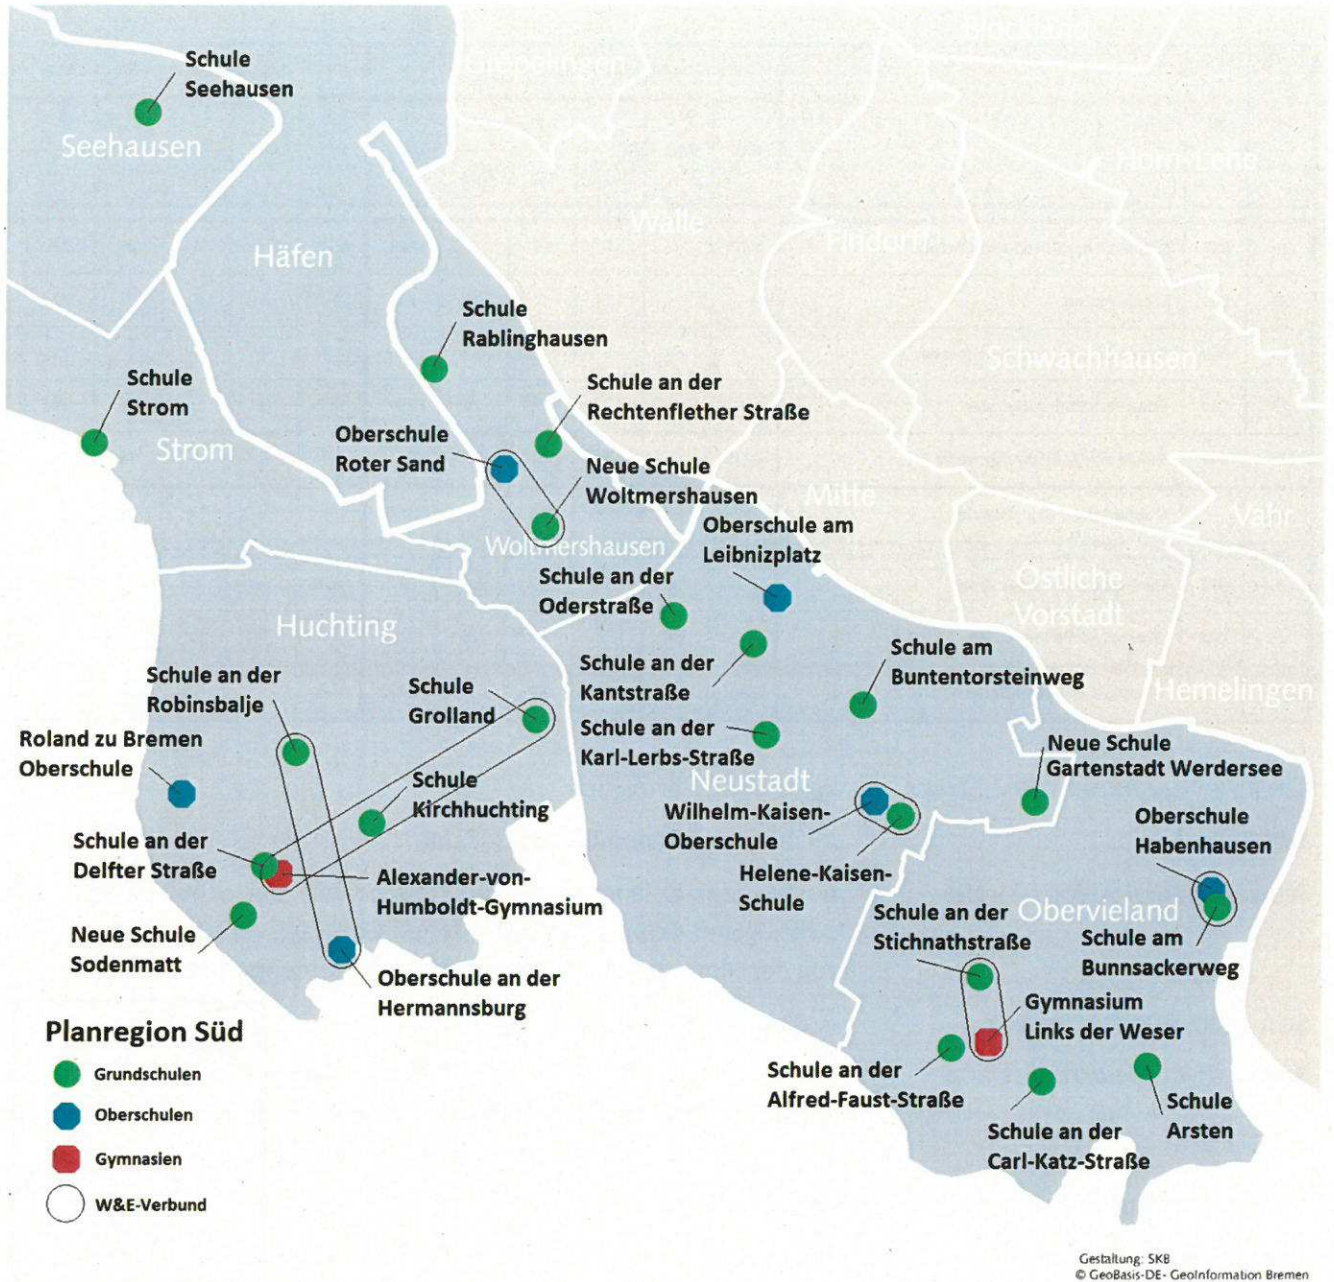 Schule
Seehausen
Seehausen
Häfen
Walle
Findorff
Horn-Lehe
Schwachhausen
Schule
Rablinghausen
Schule
Strom
Strom
Schule an der
Rechtenflether Straße
Oberschule
Roter Sand
Neue Schule
Woltmershausen
Woltmershausen
Mitte
Vahr
Oberschule am
Leibnizplatz
Östliche
Vorstadt
Schule an der
Oderstraße
Huchting
Schule an der
Kantstraße
Schule am
Buntentorsteinweg
Hemelingen
Schule an der
Robinsbalje
Schule
Grolland
Schule an der
Karl-Lerbs-Straße
Roland zu Bremen
Oberschule
Neue Schule
Gartenstadt Werdersee
Neustadt
Schule
Kirchhuchting
Wilhelm-Kaisen-
Oberschule
Oberschule
Habenhausen
Schule an der
Delfter Straße
Alexander-von-
Humboldt-Gymnasium
Helene-Kaisen-
Schule
Schule an der
Stichnathstraße
Obervieland
Neue Schule
Sodenmatt
Schule am
Bunnsackerweg
Oberschule an der
Hermannsburg
Gymnasium
Links der Weser
Schule an der
Alfred-Faust-Straße
Schule
Arsten
Schule an der
Carl-Katz-Straße
Planregion Süd
Grundschulen
Oberschulen
Gymnasien
W&E-Verbund
Gestaltung: SKB
© GeoBasis-DE- GeoInformation Bremen